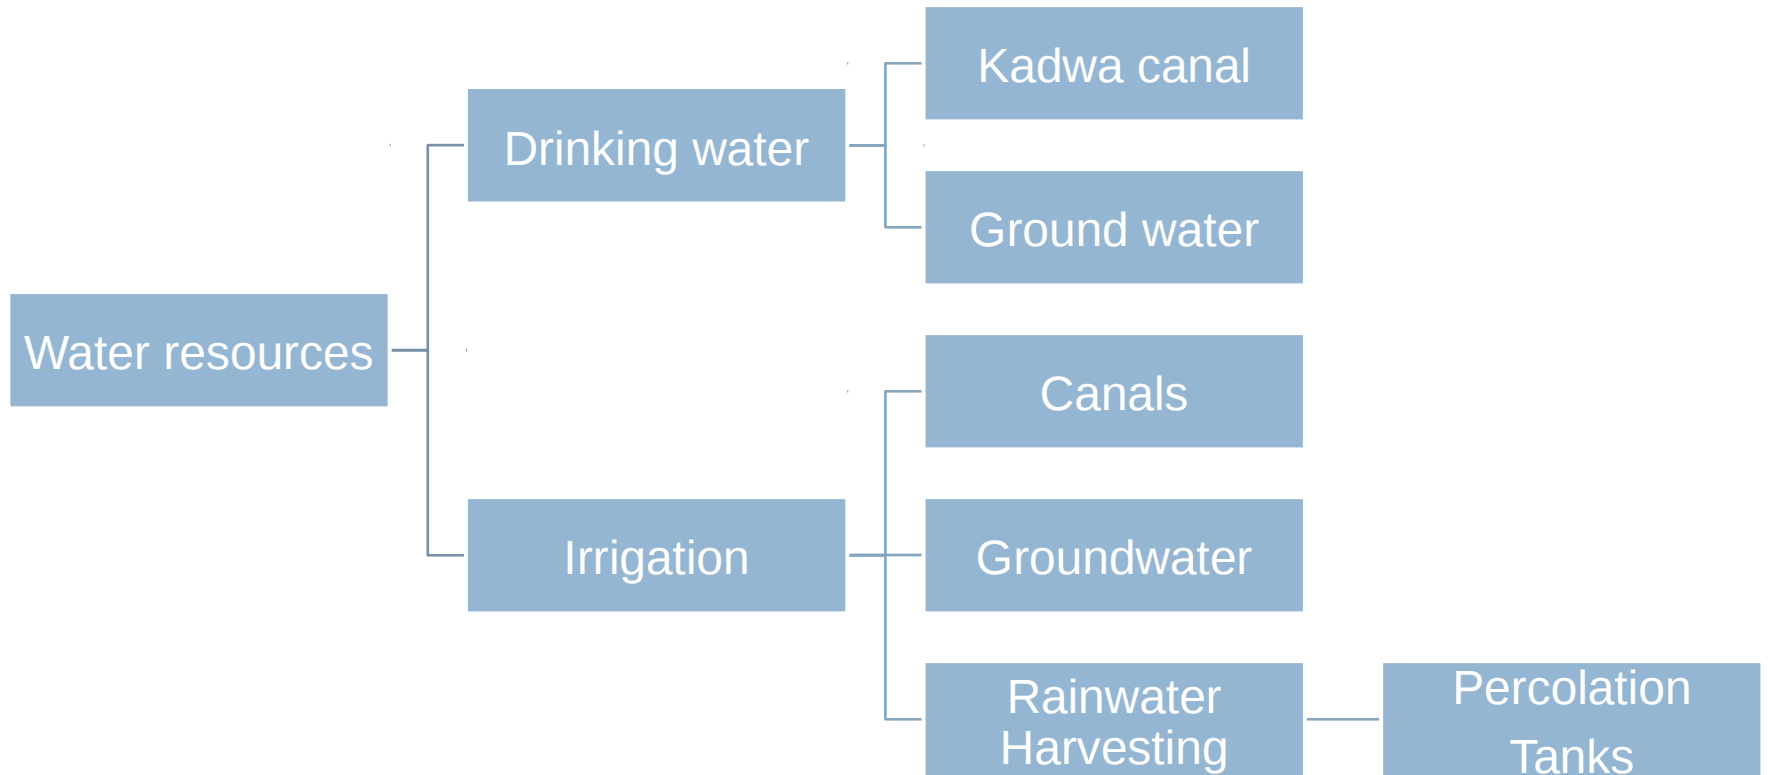 Kadwa canal
Drinking water
Ground water
Water resources
Canals
Irrigation
Groundwater
Rainwater
Harvesting
Percolation
Tanks